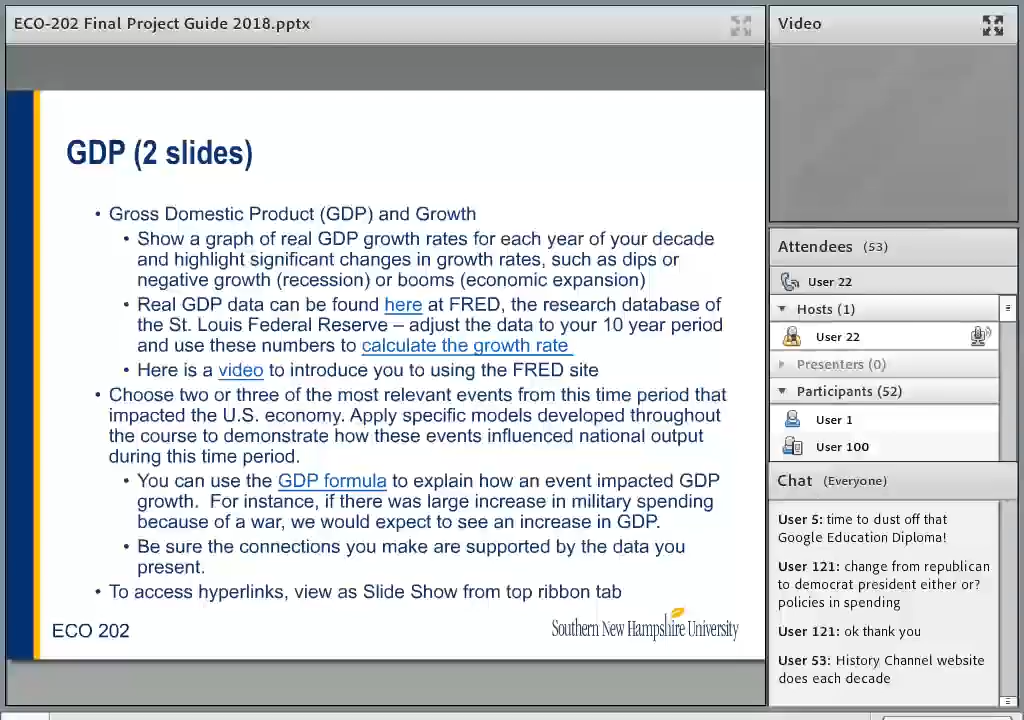 ECO-202 Final Project Guide 2018.pptx
GDP (2 slides)
• Gross Domestic Product (GDP) and Growth
• Show a graph of real GDP growth rates for each year of your decade
and highlight significant changes in growth rates, such as dips or
negative growth (recession) or booms (economic expansion)
• Real GDP data can be found here at FRED, the research database of
the St. Louis Federal Reserve – adjust the data to your 10 year period
and use these numbers to calculate the growth rate
• Here is a video to introduce you to using the FRED site
• Choose two or three of the most relevant events from this time period that
impacted the U.S. economy. Apply specific models developed throughout
the course to demonstrate how these events influenced national output
during this time period.
• You can use the GDP formula to explain how an event impacted GDP
growth. For instance, if there was large increase in military spending
because of a war, we would expect to see an increase in GDP.
• Be sure the connections you make are supported by the data you
present.
• To access hyperlinks, view as Slide Show from top ribbon tab
ECO 202
Southern New Hampshire University
Video
Attendees (53)
User 22
Hosts (1)
User 22
Presenters (0)
Participants (52)
User 1
User 100
Chat (Everyone)
User 5: time to dust off that
Google Education Diploma!
User 121: change from republican
to democrat president either or?
policies in spending
User 121: ok thank you
User 53: History Channel website
does each decade